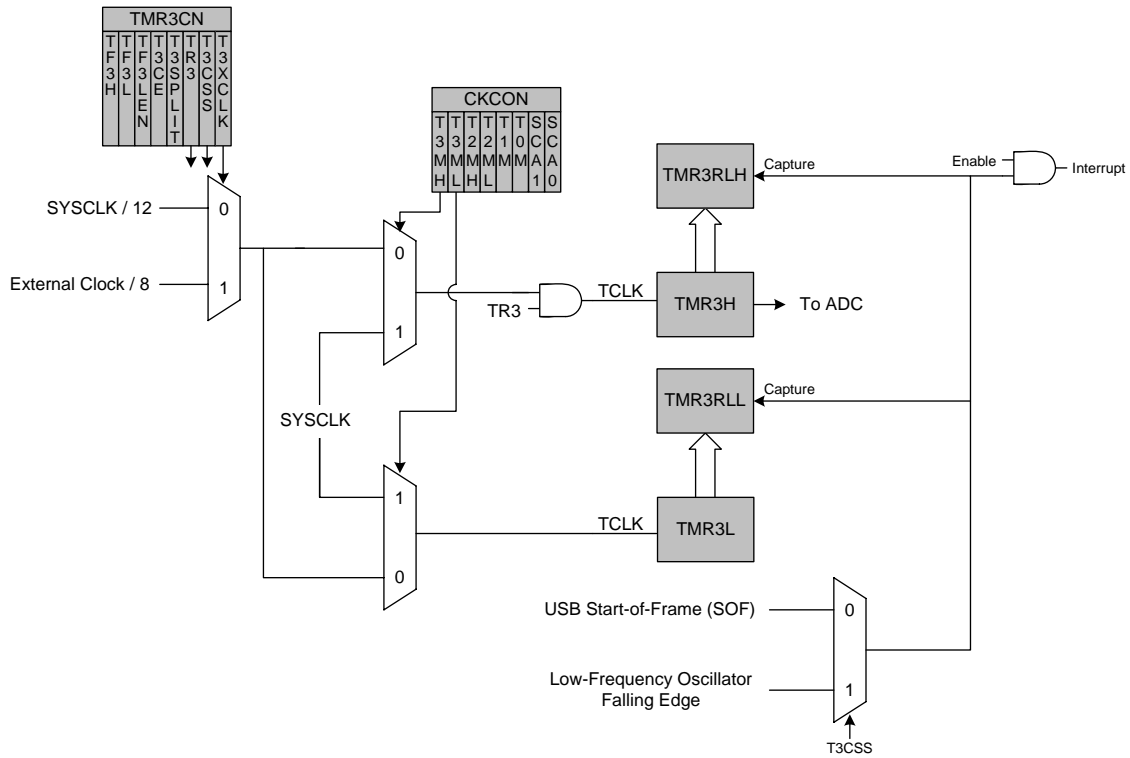 TMR3CN
TF3H
TF3L
TF3LEN
T3CE
T3SPLIT
TR3
T3CSS
T3XCLK
CKCON
T3MH
T3ML
T2MH
T2ML
T1M
T0M
SCA1
SCA0
SYSCLK / 12
0
External Clock / 8
1
0
1
SYSCLK
1
0
TR3
TCLK
TMR3RLH
Capture
TMR3H
To ADC
Enable
Interrupt
TMR3RLL
Capture
TCLK
TMR3L
USB Start-of-Frame (SOF)
0
Low-Frequency Oscillator
Falling Edge
1
T3CSS